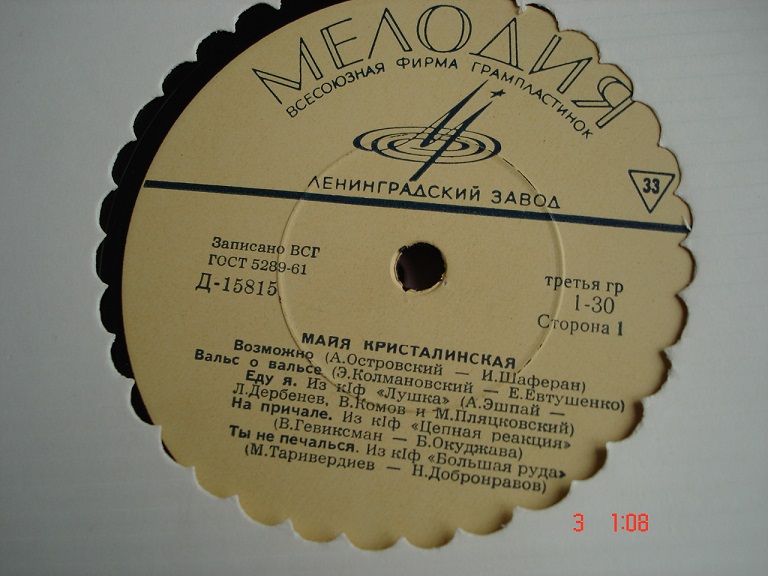 МЕЛОДИЯ
ВСЕСОЮЗНАЯ ФИРМА ГРАМПЛАСТИНОК
ЛЕНИНГРАДСКИЙ ЗАВОД
33
Записано ВСГ
ГОСТ 5289-61
Д-15815
третья гр
1-30
Сторона 1
МАЙЯ КРИСТАЛИНСКАЯ
Возможно (А.Островский — И.Шаферан)
Вальс о вальсе (Э.Колмановский — Е.Евтушенко)
Еду я. Из к|ф «Лушка» (А.Эшпай —
Л.Дербенев, В.Комов и М.Пляцковский)
На причале. Из к|ф «Цепная реакция»
(В.Гевиксман — Б.Окуджава)
Ты не печалься. Из к|ф «Большая руда»
(М.Таривердиев — Н.Добронравов)
3 1:08